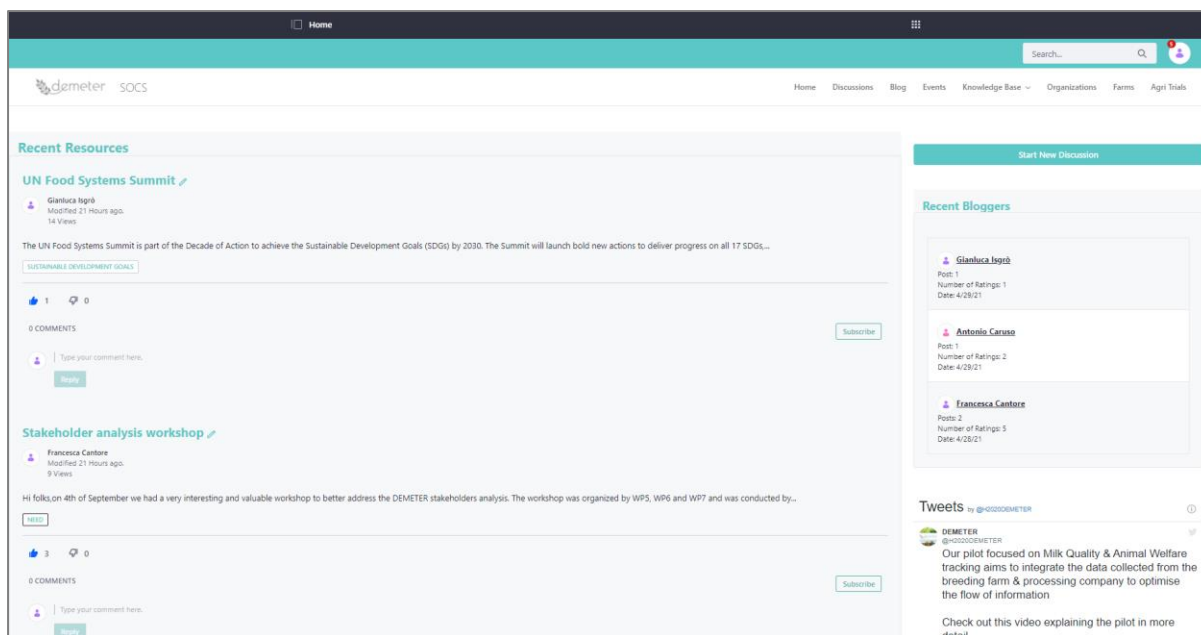 Home
Search...
5
demeter SOCS
Home Discussions Blog Events Knowledge Base Organizations Farms Agri Trials
Recent Resources
UN Food Systems Summit
Gianluca Isgrò
Modified 21 Hours ago.
14 Views
The UN Food Systems Summit is part of the Decade of Action to achieve the Sustainable Development Goals (SDGs) by 2030. The Summit will launch bold new actions to deliver progress on all 17 SDGs,...
SUSTAINABLE DEVELOPMENT GOALS
1 0
0 COMMENTS
Subscribe
Type your comment here.
Reply
Stakeholder analysis workshop
Francesca Cantore
Modified 21 Hours ago.
9 Views
Hi folks,on 4th of September we had a very interesting and valuable workshop to better address the DEMETER stakeholders analysis. The workshop was organized by WP5, WP6 and WP7 and was conducted by...
NEED
3 0
0 COMMENTS
Subscribe
Type your comment here.
Reply
Start New Discussion
Recent Bloggers
Gianluca Isgrò
Post: 1
Number of Ratings: 1
Date: 4/29/21
Antonio Caruso
Post: 1
Number of Ratings: 2
Date: 4/29/21
Francesca Cantore
Posts: 2
Number of Ratings: 5
Date: 4/28/21
Tweets by @H2020DEMETER
DEMETER
@H2020DEMETER
Our pilot focused on Milk Quality & Animal Welfare
tracking aims to integrate the data collected from the
breeding farm & processing company to optimise
the flow of information
Check out this video explaining the pilot in more
detail